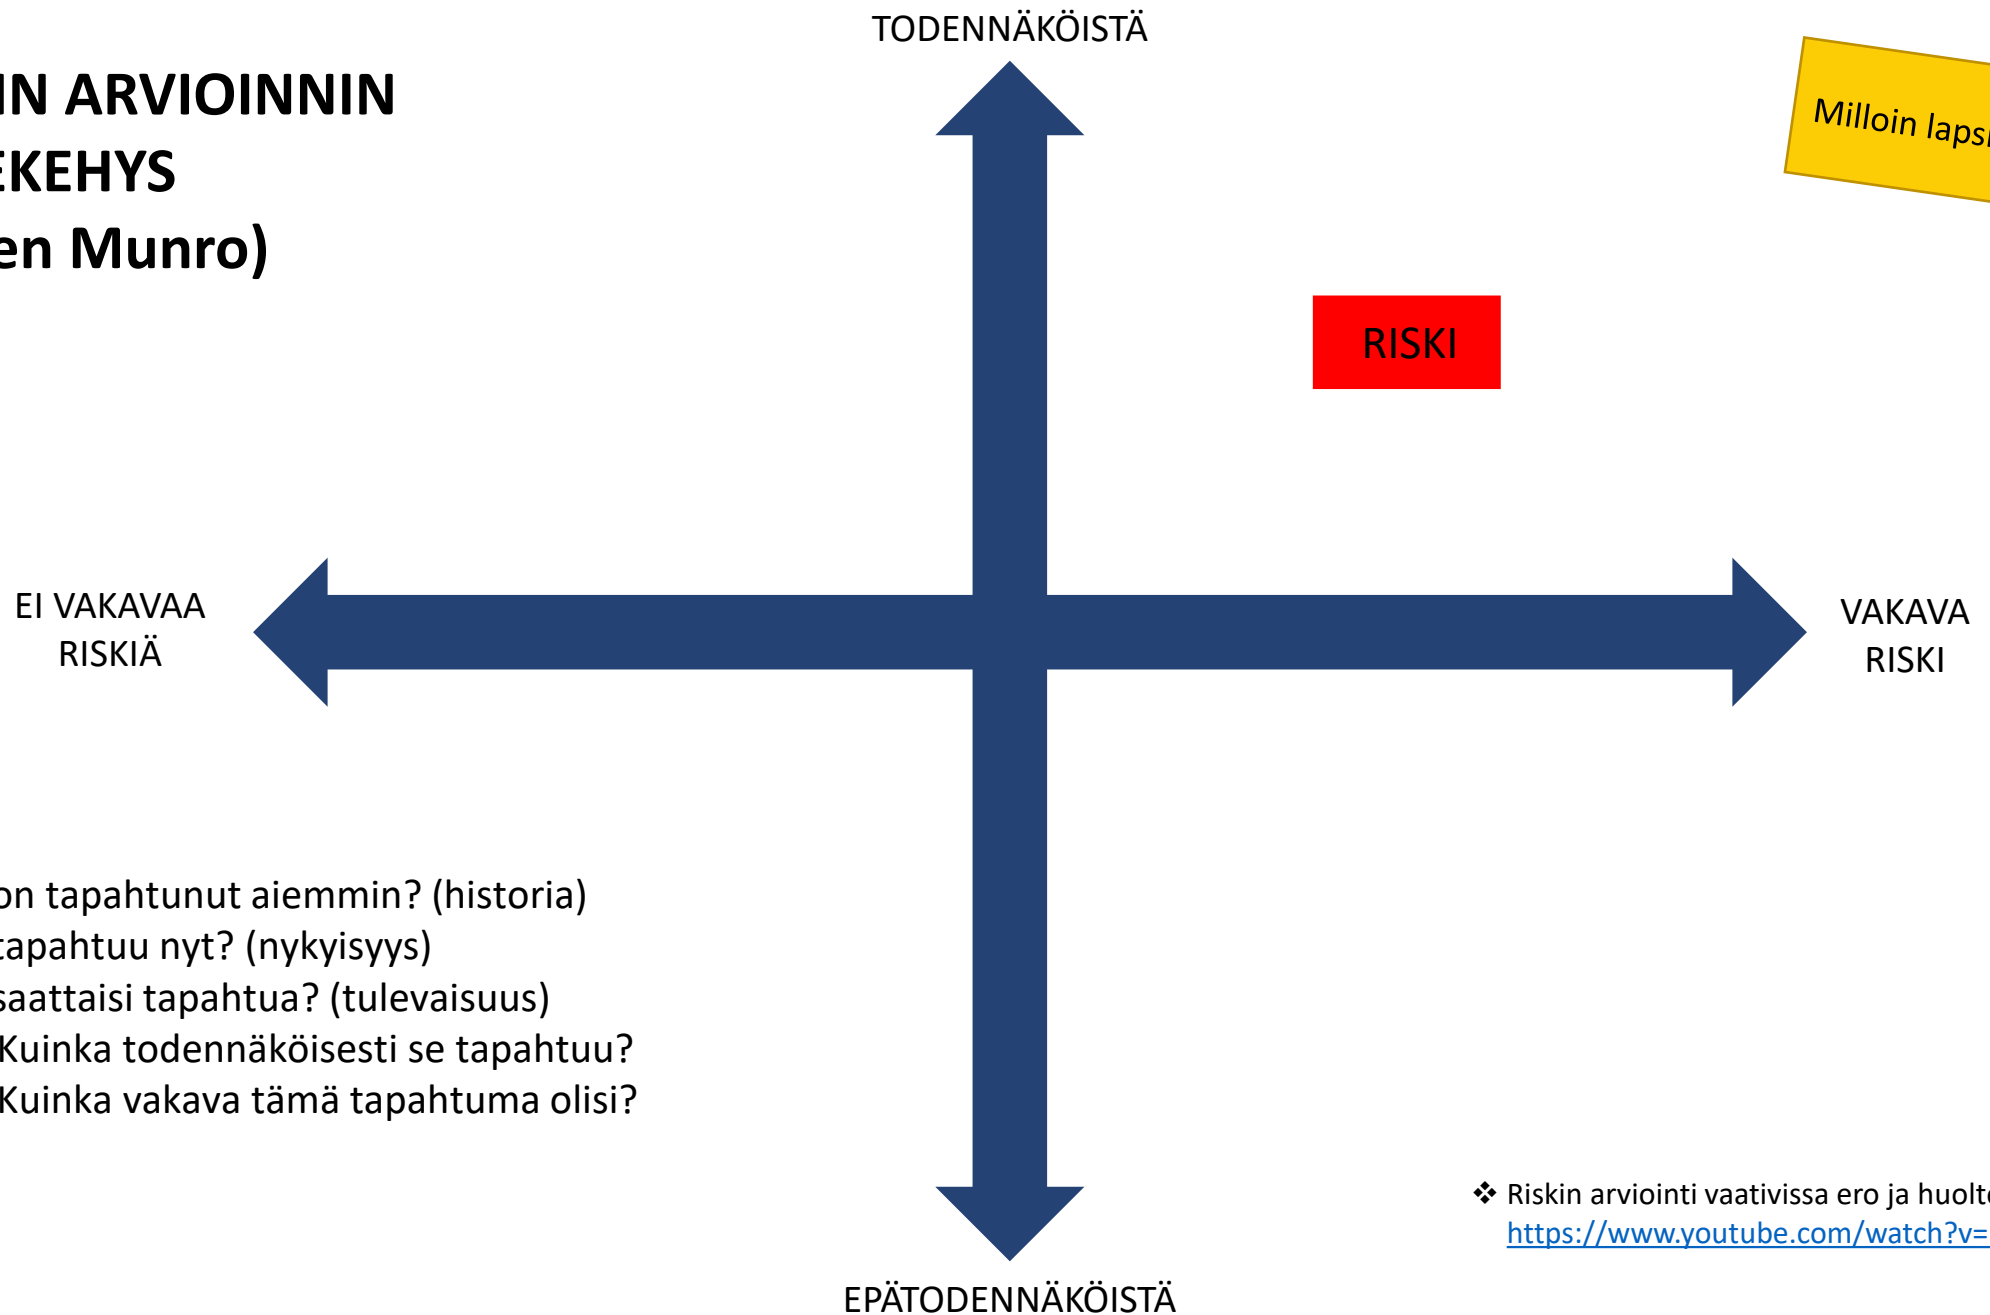 TODENNÄKÖISTÄ
IN ARVIOINNIN
EKEHYS
en Munro)
Milloin lapsi
RISKI
EI VAKAVAA
RISKIÄ
VAKAVA
RISKI
on tapahtunut aiemmin? (historia)
tapahtuu nyt? (nykyisyys)
saattaisi tapahtua? (tulevaisuus)
Kuinka todennäköisesti se tapahtuu?
Kuinka vakava tämä tapahtuma olisi?
❖ Riskin arviointi vaativissa ero ja huolto
https://www.youtube.com/watch?v=
EPÄTODENNÄKÖISTÄ